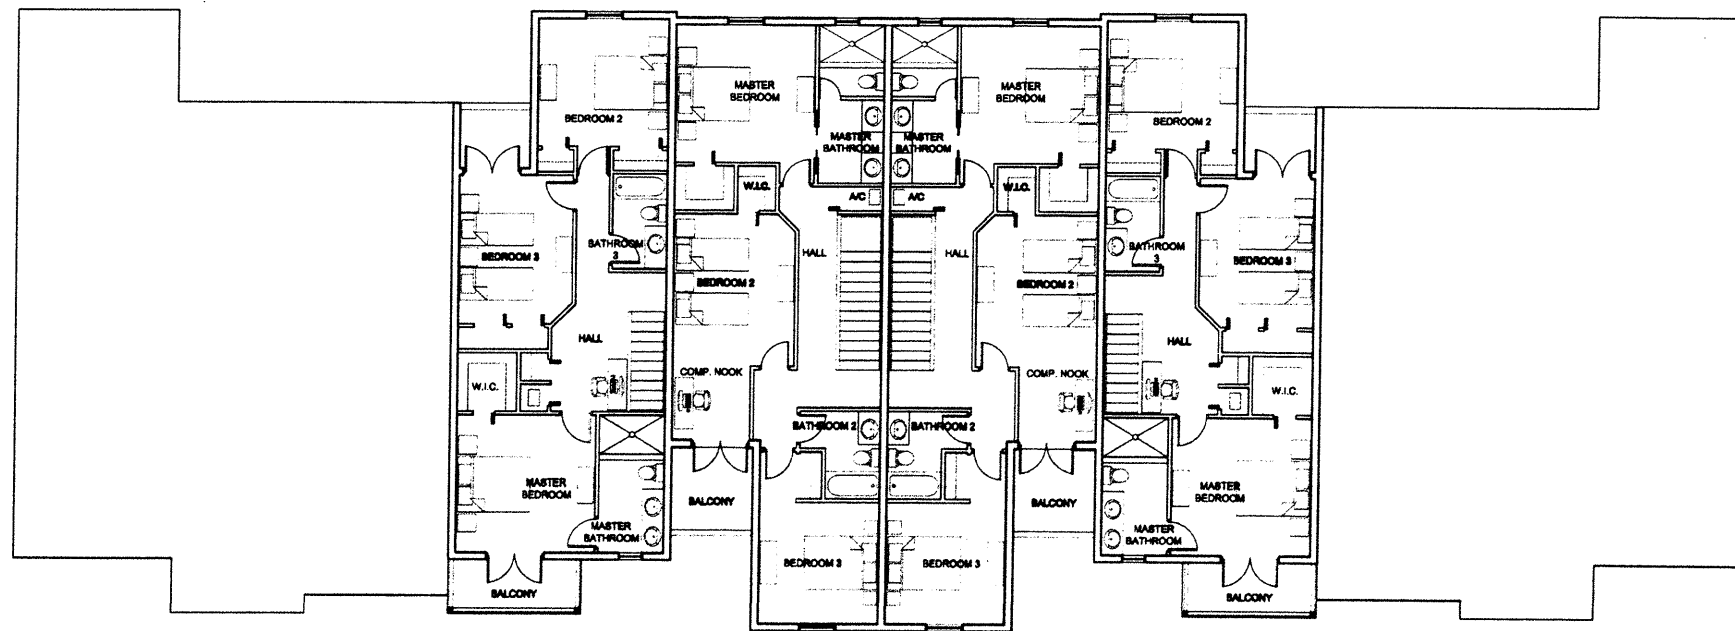 BEDROOM 2
BATHROOM
3
BEDROOM 3
HALL
W.I.C.
MASTER
BEDROOM
MASTER
BATHROOM
BALCONY
MASTER
BEDROOM
MASTER
BATHROOM
W.I.C.
A/C
HALL
BEDROOM 2
COMP. NOOK
BATHROOM 2
BALCONY
BEDROOM 3
MASTER
BEDROOM
MASTER
BATHROOM
W.I.C.
A/C
HALL
BEDROOM 2
COMP. NOOK
BATHROOM 2
BALCONY
BEDROOM 3
BEDROOM 2
BATHROOM
3
BEDROOM 3
HALL
W.I.C.
MASTER
BEDROOM
MASTER
BATHROOM
BALCONY